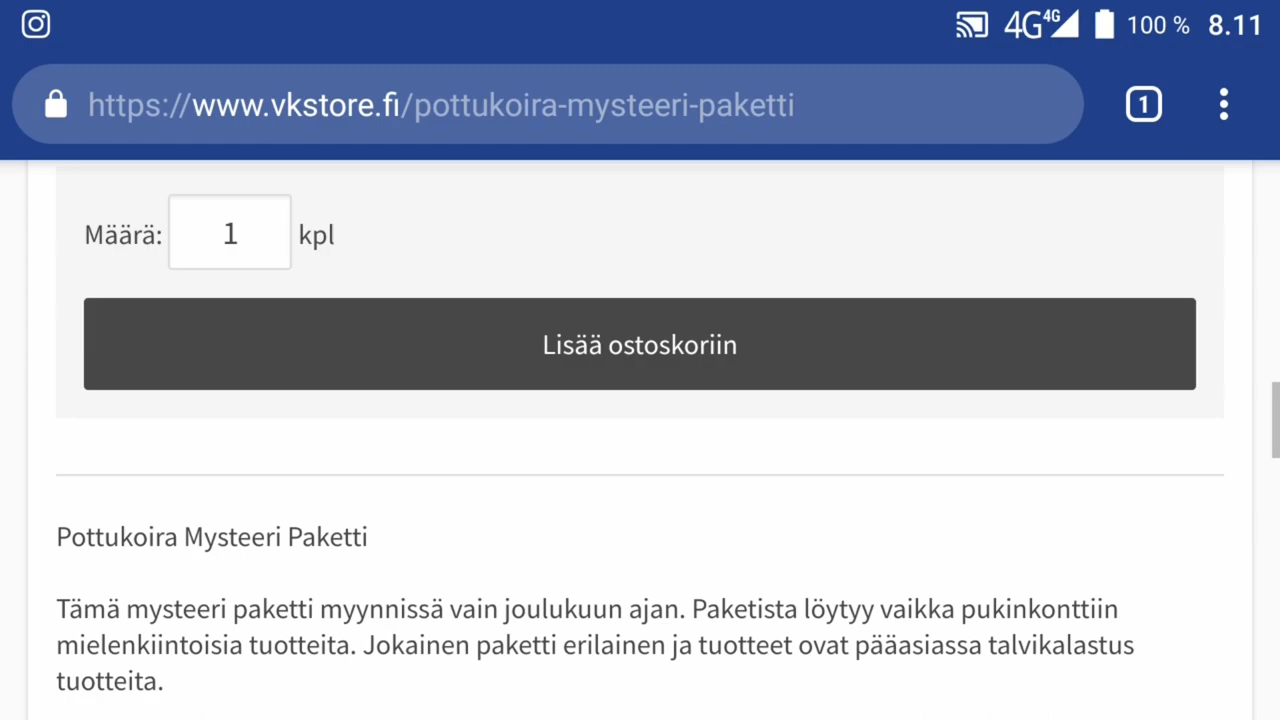 4G 4G 100 % 8.11
https://www.vkstore.fi/pottukoira-mysteeri-paketti 1
Määrä: 1 kpl
Lisää ostoskoriin
Pottukoira Mysteeri Paketti
Tämä mysteeri paketti myynnissä vain joulukuun ajan. Paketista löytyy vaikka pukinkonttiin
mielenkiintoisia tuotteita. Jokainen paketti erilainen ja tuotteet ovat pääasiassa talvikalastus
tuotteita.